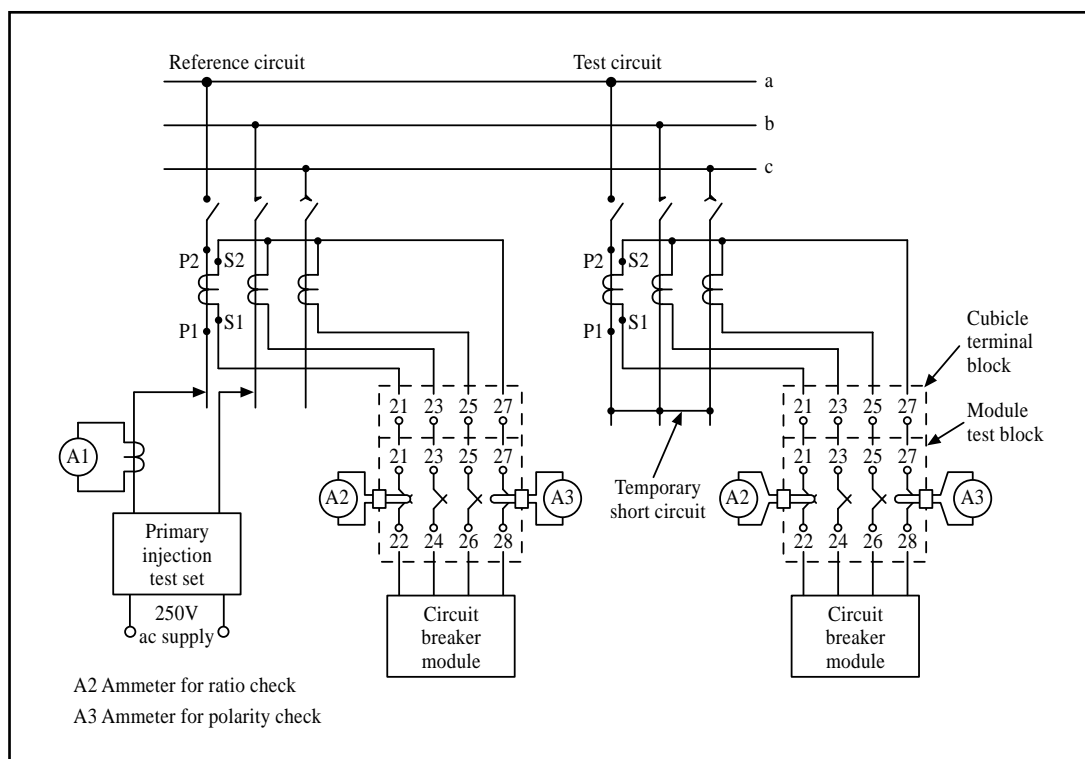 Reference circuit
Test circuit
a
b
c
P2
S2
P1
S1
P2
S2
P1
S1
Cubicle
terminal
block
21 23 25 27
21 23 25 27
Module
test block
21 23 25 27
21 23 25 27
A1
A2
A3
Temporary
short circuit
A2
A3
22 24 26 28
22 24 26 28
Primary
injection
test set
250V
ac supply
Circuit
breaker
module
Circuit
breaker
module
A2 Ammeter for ratio check
A3 Ammeter for polarity check